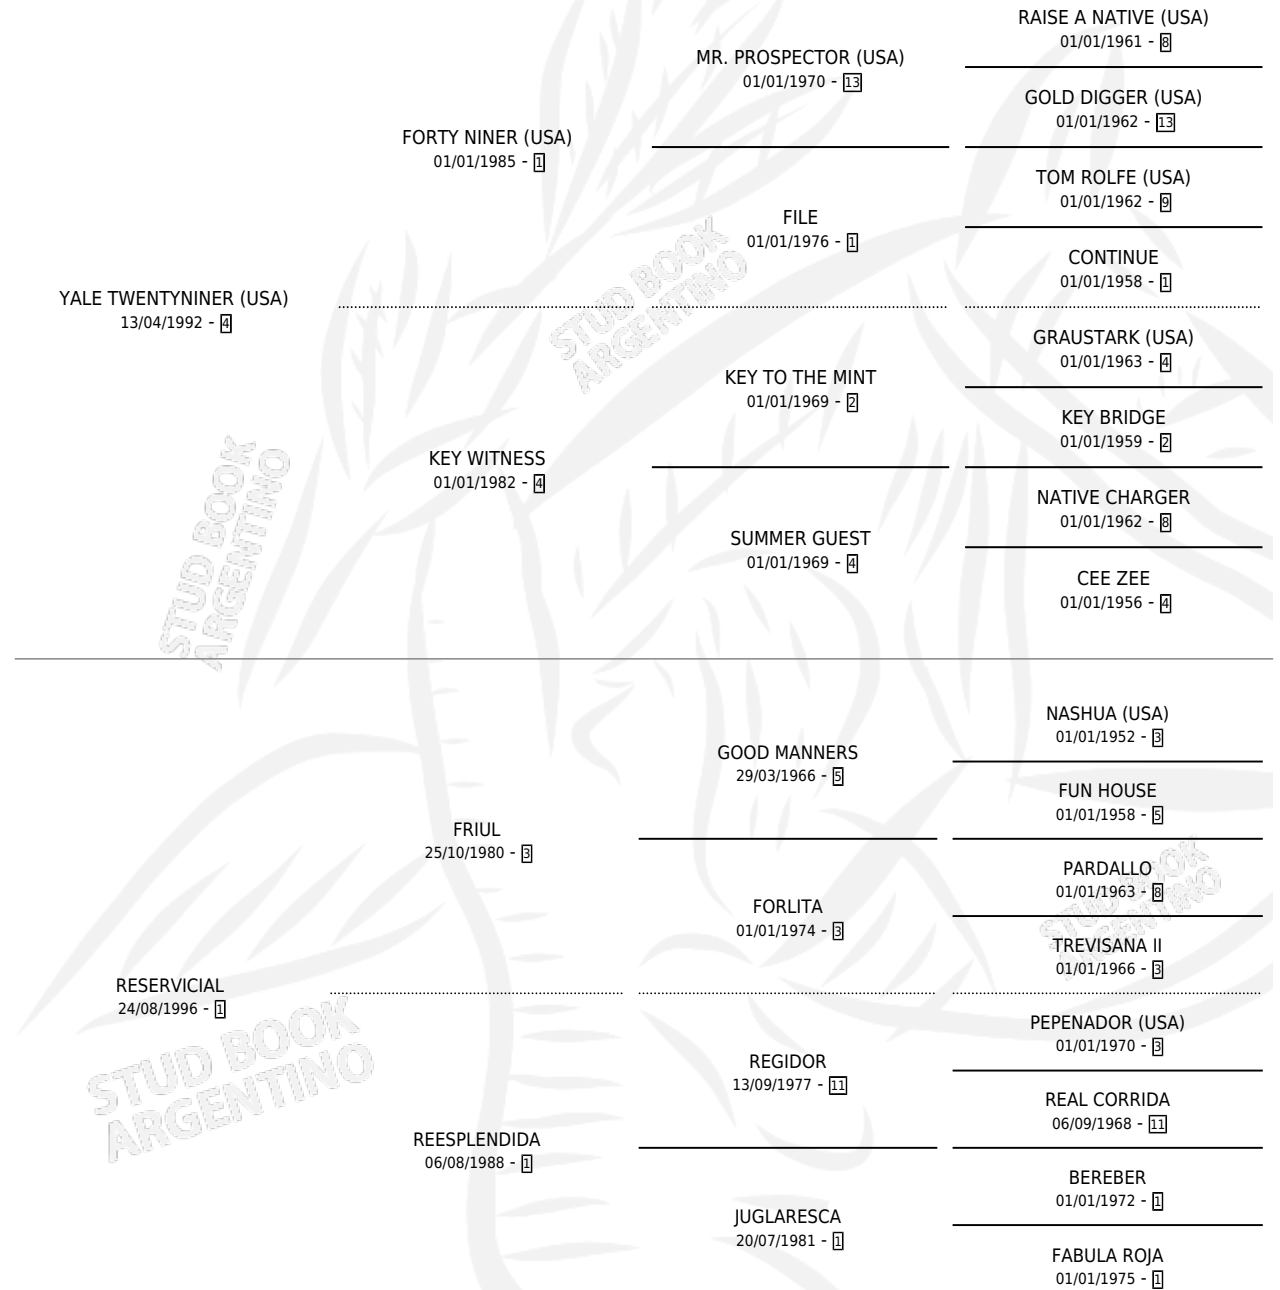 RAISE A NATIVE (USA)
01/01/1961 - 8
MR. PROSPECTOR (USA)
01/01/1970 - 13
GOLD DIGGER (USA)
01/01/1962 - 13
FORTY NINER (USA)
01/01/1985 - 1
TOM ROLFE (USA)
01/01/1962 - 9
FILE
01/01/1976 - 1
CONTINUE
01/01/1958 - 1
YALE TWENTYNINER (USA)
13/04/1992 - 4
GRAUSTARK (USA)
01/01/1963 - 4
KEY TO THE MINT
01/01/1969 - 2
KEY BRIDGE
01/01/1959 - 2
KEY WITNESS
01/01/1982 - 4
NATIVE CHARGER
01/01/1962 - 8
SUMMER GUEST
01/01/1969 - 4
CEE ZEE
01/01/1956 - 4
STUD BOOK
ARGENTINO
STUD BOOK
ARGENTINO
NASHUA (USA)
01/01/1952 - 3
GOOD MANNERS
29/03/1966 - 5
FUN HOUSE
01/01/1958 - 5
FRIUL
25/10/1980 - 3
PARDALLO
01/01/1963 - 8
FORLITA
01/01/1974 - 3
TREVISANA II
01/01/1966 - 3
STUD BOOK
ARGENTINO
RESERVICIAL
24/08/1996 - 1
PEPENADOR (USA)
01/01/1970 - 3
REGIDOR
13/09/1977 - 11
REAL CORRIDA
06/09/1968 - 11
STUD BOOK
ARGENTINO
REESPLENDIDA
06/08/1988 - 1
BEREBER
01/01/1972 - 1
JUGLARESCA
20/07/1981 - 1
FABULA ROJA
01/01/1975 - 1